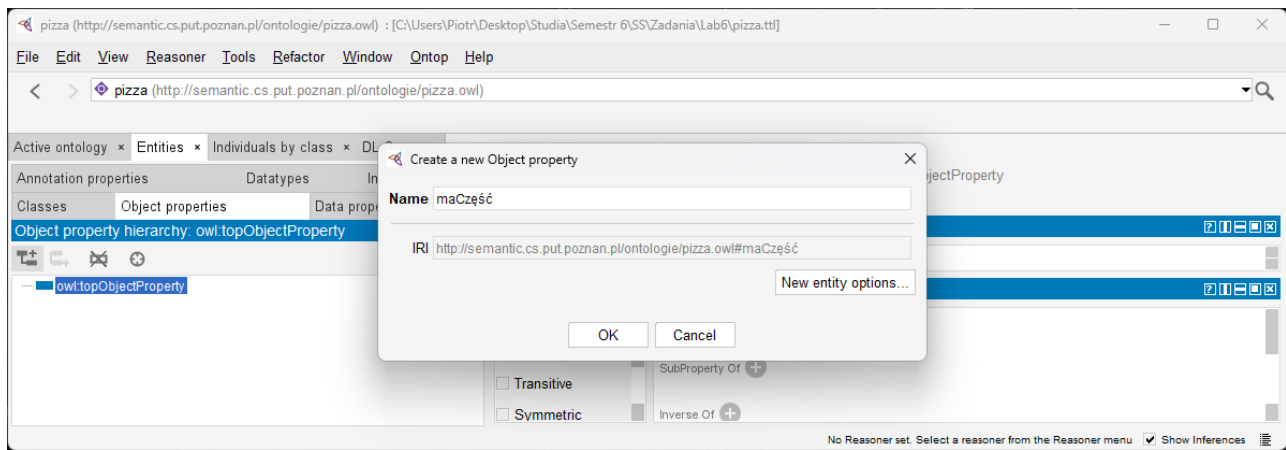 pizza (http://semantic.cs.put.poznan.pl/ontologie/pizza.owl) : [C:\Users\Piotr\Desktop\Studia\Semestr 6\SS\Zadania\Lab6\pizza.ttl]
File Edit View Reasoner Tools Refactor Window Ontop Help
pizza (http://semantic.cs.put.poznan.pl/ontologie/pizza.owl)
Active ontology × Entities × Individuals by class × DL
Annotation properties Datatypes In
Classes Object properties Data prope
Object property hierarchy: owl:topObjectProperty
owl:topObjectProperty
Create a new Object property
Name maCzęść
IRI http://semantic.cs.put.poznan.pl/ontologie/pizza.owl#maCzęść
New entity options...
OK Cancel
jectProperty
Transitive
Symmetric
SubProperty Of
Inverse Of
No Reasoner set. Select a reasoner from the Reasoner menu Show Inferences